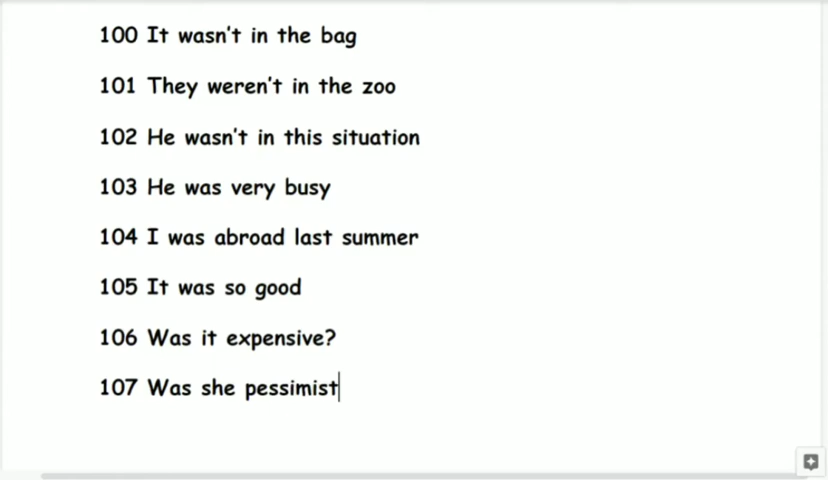 100 It wasn't in the bag
101 They weren't in the zoo
102 He wasn't in this situation
103 He was very busy
104 I was abroad last summer
105 It was so good
106 Was it expensive?
107 Was she pessimist